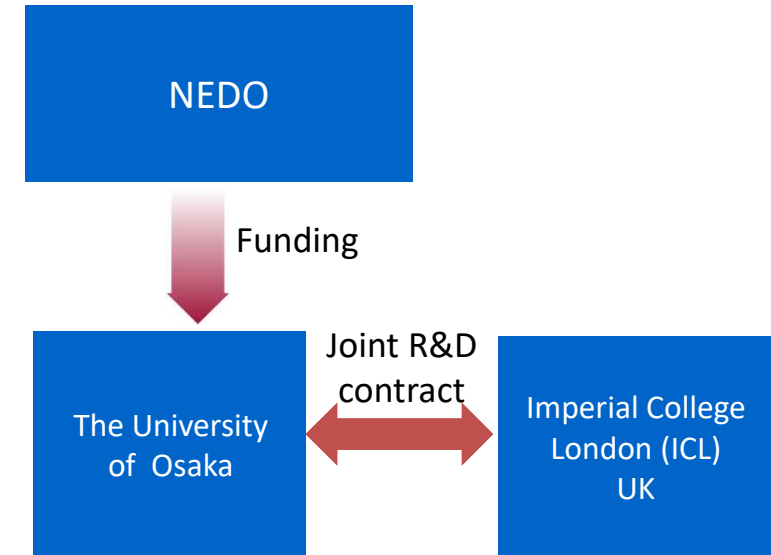 NEDO
Funding
Joint R&D
contract
The University
of Osaka
Imperial College
London (ICL)
UK